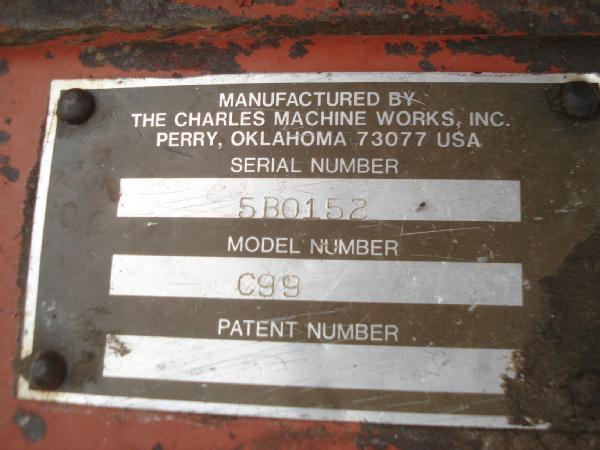 MANUFACTURED BY
THE CHARLES MACHINE WORKS, INC.
PERRY, OKLAHOMA 73077 USA
SERIAL NUMBER
5B0152
MODEL NUMBER
C99
PATENT NUMBER